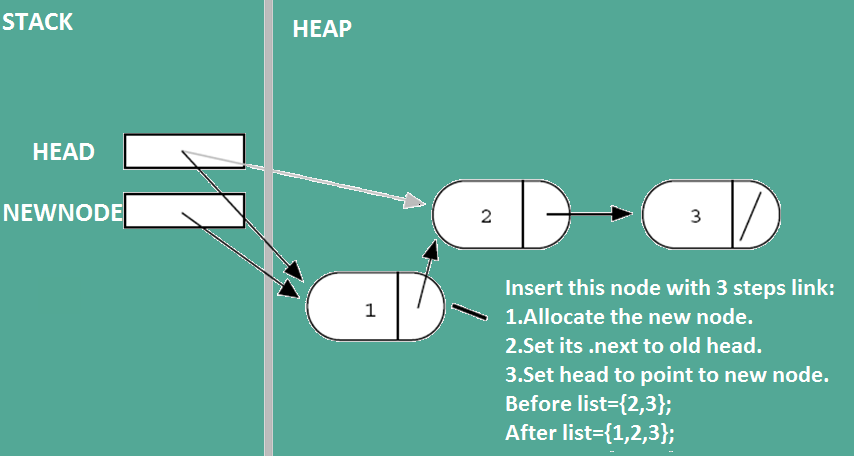 STACK
HEAP
HEAD
NEWNODE
2
3
1
Insert this node with 3 steps link:
1.Allocate the new node.
2.Set its .next to old head.
3.Set head to point to new node.
Before list={2,3};
After list={1,2,3};